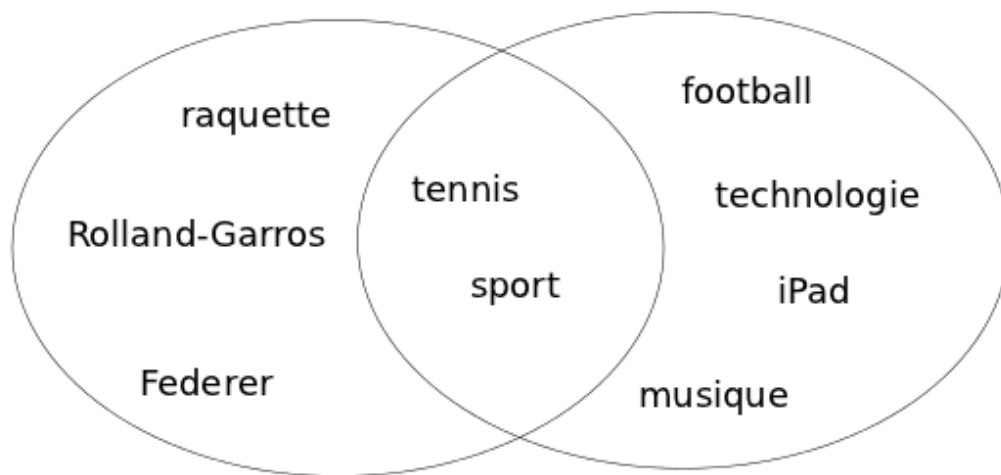 raquette
Rolland-Garros
Federer
tennis
sport
football
technologie
iPad
musique